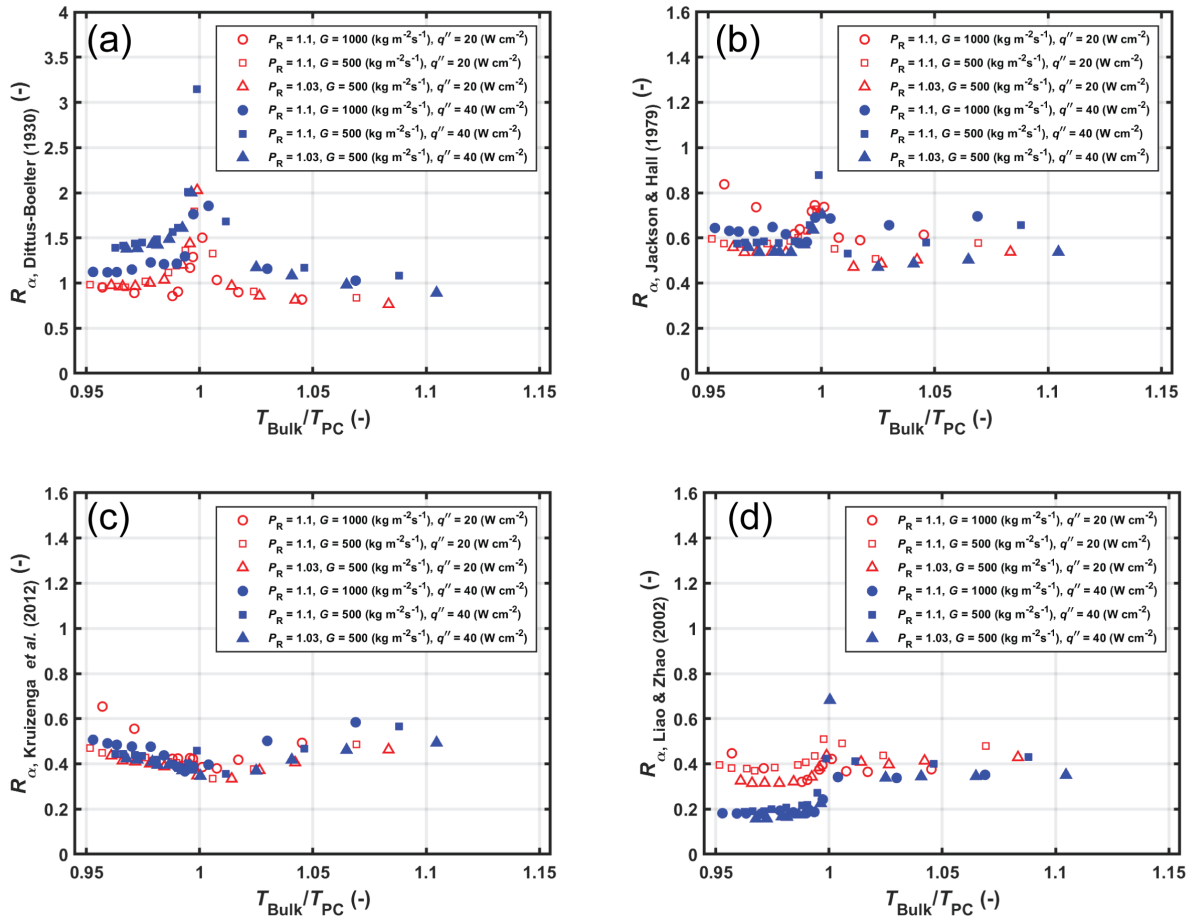 (a)
4
3.5
3
2.5
2
1.5
1
0.5
0
R α, Dittus-Boelter (1930) (-)
P R = 1.1, G = 1000 (kg m-2s-1), q′′ = 20 (W cm-2)
P R = 1.1, G = 500 (kg m-2s-1), q′′ = 20 (W cm-2)
P R = 1.03, G = 500 (kg m-2s-1), q′′ = 20 (W cm-2)
P R = 1.1, G = 1000 (kg m-2s-1), q′′ = 40 (W cm-2)
P R = 1.1, G = 500 (kg m-2s-1), q′′ = 40 (W cm-2)
P R = 1.03, G = 500 (kg m-2s-1), q′′ = 40 (W cm-2)
0.95 1 1.05 1.1 1.15
T Bulk/T PC (-)
(b)
1.6
1.4
1.2
1
0.8
0.6
0.4
0.2
0
R α, Jackson & Hall (1979) (-)
P R = 1.1, G = 1000 (kg m-2s-1), q′′ = 20 (W cm-2)
P R = 1.1, G = 500 (kg m-2s-1), q′′ = 20 (W cm-2)
P R = 1.03, G = 500 (kg m-2s-1), q′′ = 20 (W cm-2)
P R = 1.1, G = 1000 (kg m-2s-1), q′′ = 40 (W cm-2)
P R = 1.1, G = 500 (kg m-2s-1), q′′ = 40 (W cm-2)
P R = 1.03, G = 500 (kg m-2s-1), q′′ = 40 (W cm-2)
0.95 1 1.05 1.1 1.15
T Bulk/T PC (-)
(c)
1.6
1.4
1.2
1
0.8
0.6
0.4
0.2
0
R α, Kruizenga et al. (2012) (-)
P R = 1.1, G = 1000 (kg m-2s-1), q′′ = 20 (W cm-2)
P R = 1.1, G = 500 (kg m-2s-1), q′′ = 20 (W cm-2)
P R = 1.03, G = 500 (kg m-2s-1), q′′ = 20 (W cm-2)
P R = 1.1, G = 1000 (kg m-2s-1), q′′ = 40 (W cm-2)
P R = 1.1, G = 500 (kg m-2s-1), q′′ = 40 (W cm-2)
P R = 1.03, G = 500 (kg m-2s-1), q′′ = 40 (W cm-2)
0.95 1 1.05 1.1 1.15
T Bulk/T PC (-)
(d)
1.6
1.4
1.2
1
0.8
0.6
0.4
0.2
0
R α, Liao & Zhao (2002) (-)
P R = 1.1, G = 1000 (kg m-2s-1), q′′ = 20 (W cm-2)
P R = 1.1, G = 500 (kg m-2s-1), q′′ = 20 (W cm-2)
P R = 1.03, G = 500 (kg m-2s-1), q′′ = 20 (W cm-2)
P R = 1.1, G = 1000 (kg m-2s-1), q′′ = 40 (W cm-2)
P R = 1.1, G = 500 (kg m-2s-1), q′′ = 40 (W cm-2)
P R = 1.03, G = 500 (kg m-2s-1), q′′ = 40 (W cm-2)
0.95 1 1.05 1.1 1.15
T Bulk/T PC (-)